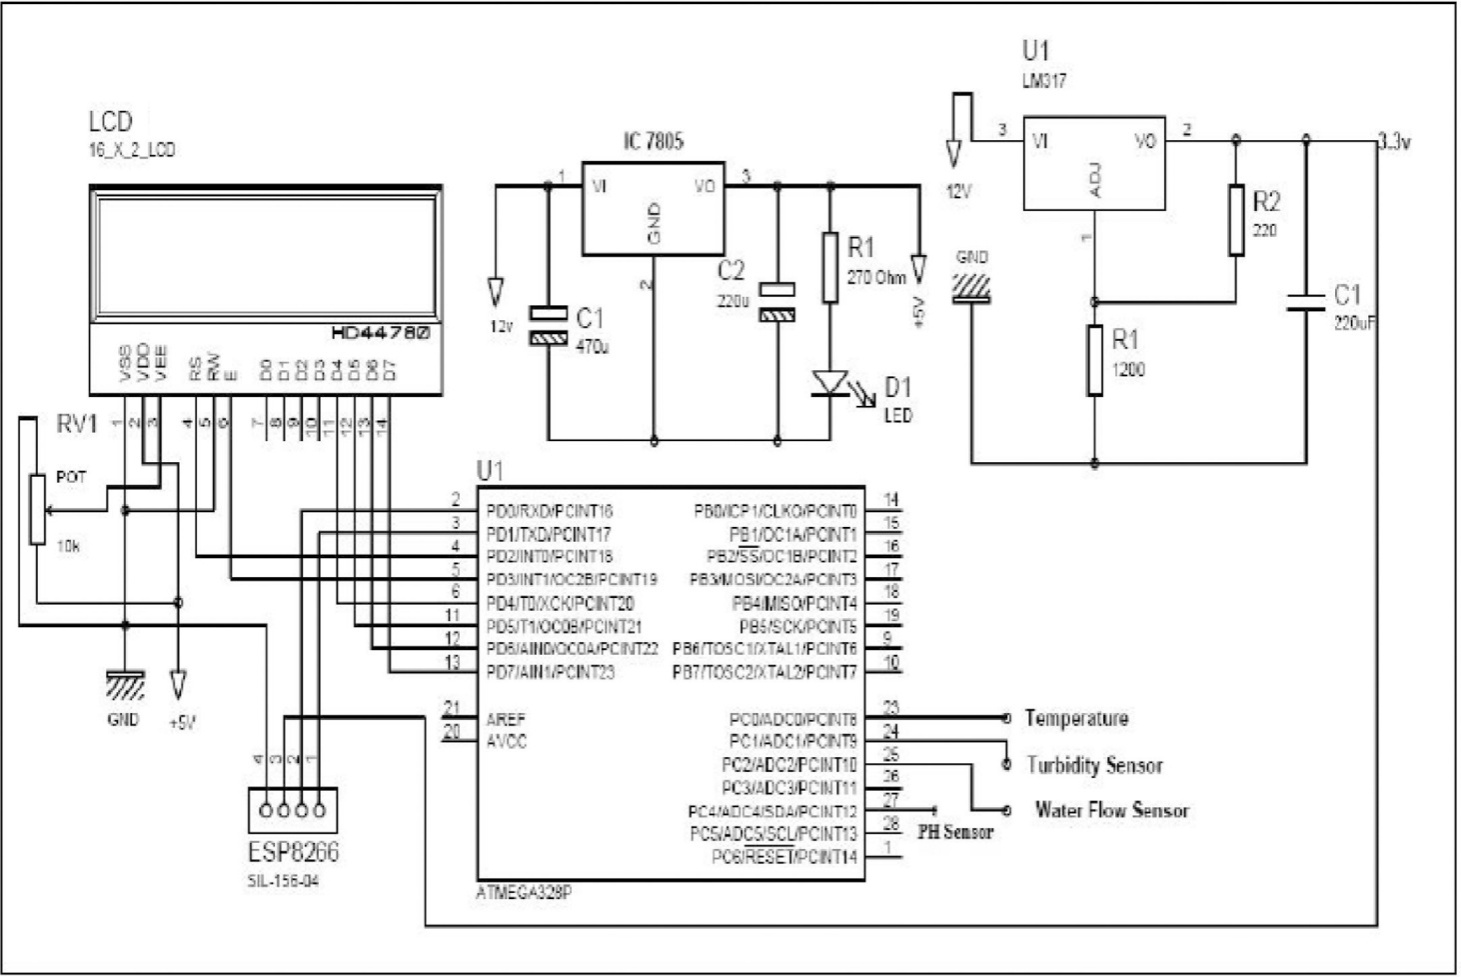 U1
LM317
LCD
16_X_2_LCD
IC 7805
3
VI
VO
2
ADJ
1
3.3v
12V
R2
220
GND
R1
1200
C1
220uF
1
VI
VO
3
GND
2
12v
C1
470u
C2
220u
R1
270 Ohm
+5V
D1
LED
HD44780
VSS
VDD
VEE
RS
RW
E
D0
D1
D2
D3
D4
D5
D6
D7
1
2
3
4
5
6
7
8
9
10
11
12
13
14
RV1
POT
10k
GND
+5V
U1
2 PD0/RXD/PCINT16
3 PD1/TXD/PCINT17
4 PD2/INT0/PCINT18
5 PD3/INT1/OC2B/PCINT19
6 PD4/T0/XCK/PCINT20
11 PD5/T1/OC0B/PCINT21
12 PD6/AIN0/OC0A/PCINT22
13 PD7/AIN1/PCINT23
21 AREF
20 AVCC
PB0/ICP1/CLKO/PCINT0 14
PB1/OC1A/PCINT1 15
PB2/SS/OC1B/PCINT2 16
PB3/MOSI/OC2A/PCINT3 17
PB4/MISO/PCINT4 18
PB5/SCK/PCINT5 19
PB6/TOSC1/XTAL1/PCINT6 9
PB7/TOSC2/XTAL2/PCINT7 10
PC0/ADC0/PCINT8 23
PC1/ADC1/PCINT9 24
PC2/ADC2/PCINT10 25
PC3/ADC3/PCINT11 26
PC4/ADC4/SDA/PCINT12 27
PC5/ADC5/SCL/PCINT13 28
PC6/RESET/PCINT14 1
Temperature
Turbidity Sensor
Water Flow Sensor
PH Sensor
ATMEGA328P
4
3
2
1
ESP8266
SIL-156-04